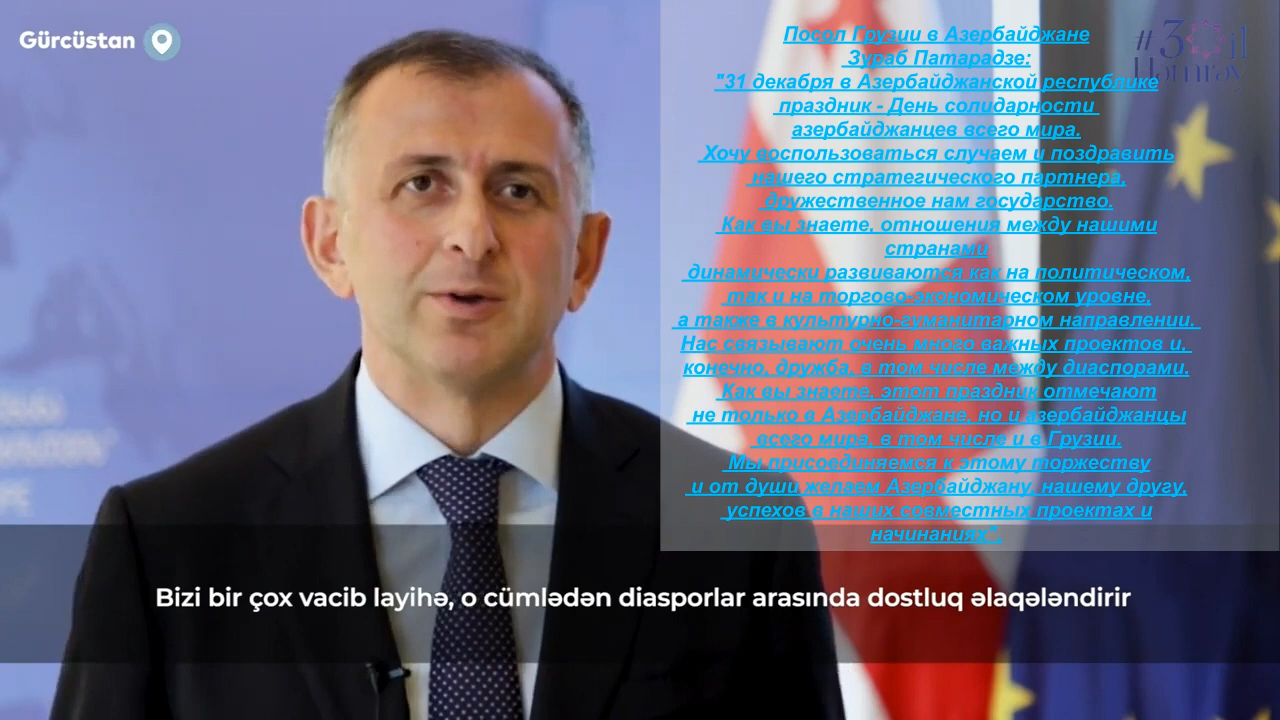 Gürcüstan
Посол Грузии в Азербайджане
Зураб Патарадзе:
"31 декабря в Азербайджанской республике
праздник - День солидарности
азербайджанцев всего мира.
Хочу воспользоваться случаем и поздравить
нашего стратегического партнера,
дружественное нам государство.
Как вы знаете, отношения между нашими
странами
динамически развиваются как на политическом,
так и на торгово-экономическом уровне,
а также в культурно-гуманитарном направлении.
Нас связывают очень много важных проектов и,
конечно, дружба, в том числе между диаспорами.
Как вы знаете, этот праздник отмечают
не только в Азербайджане, но и азербайджанцы
всего мира, в том числе и в Грузии.
Мы присоединяемся к этому торжеству
и от души желаем Азербайджану, нашему другу,
успехов в наших совместных проектах и
начинаниях".
#30il
Bizi bir çox vacib layihə, o cümlədən diasporlar arasında dostluq əlaqələndirir